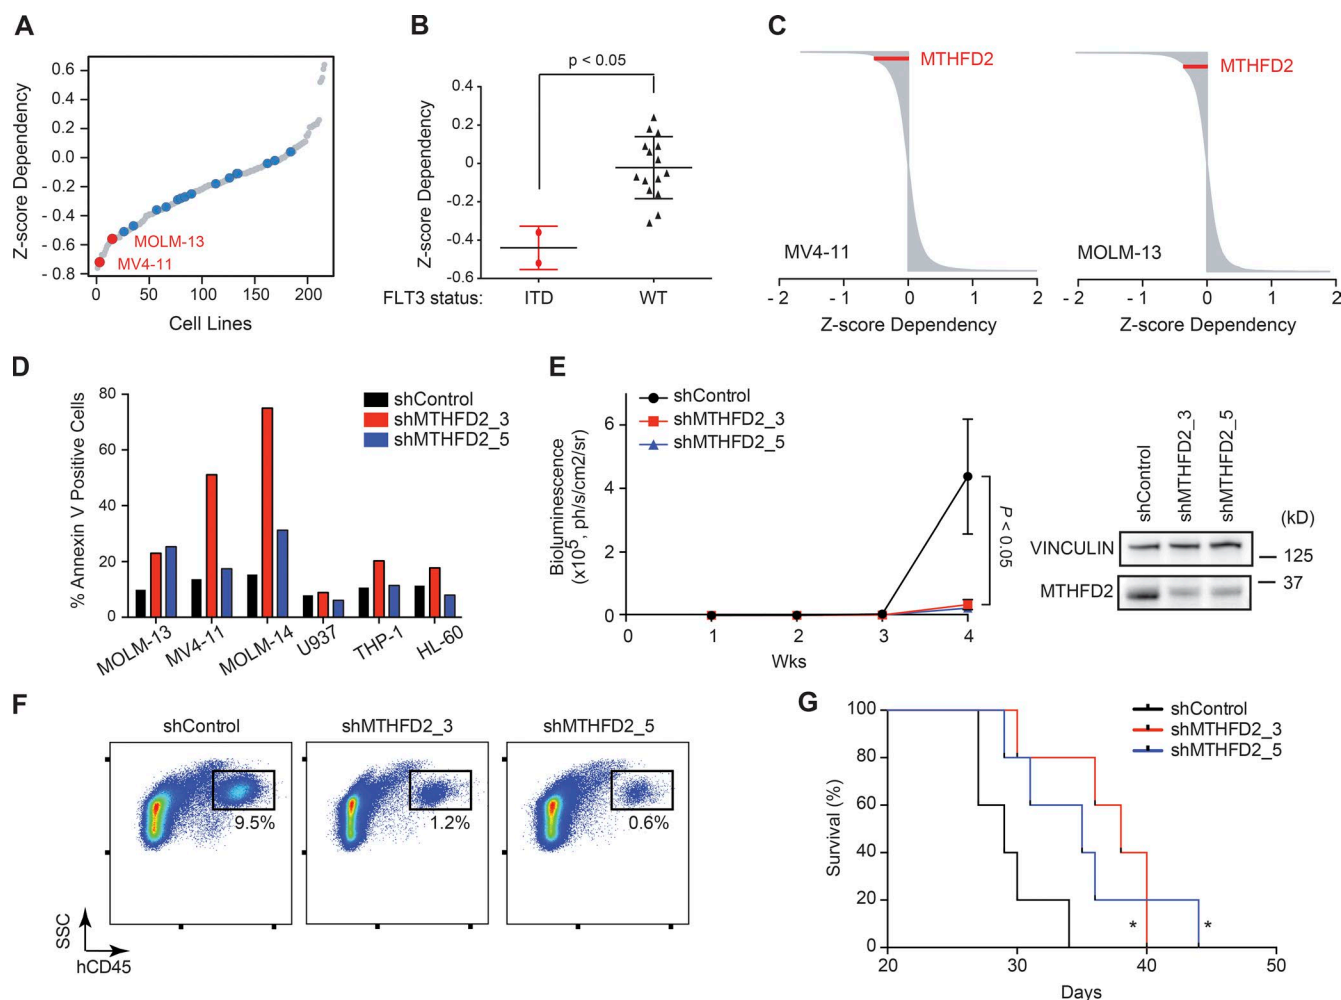 A
Z-score Dependency
0.6
0.4
0.2
0.0
- 0.2
- 0.4
- 0.6
- 0.8
MOLM-13
MV4-11
0 50 100 150 200
Cell Lines
B
p < 0.05
Z-score Dependency
0.4
0.2
0
-0.2
-0.4
-0.6
FLT3 status: ITD WT
C
MTHFD2
MV4-11
- 2 - 1 0 1 2
Z-score Dependency
MTHFD2
MOLM-13
- 2 - 1 0 1 2
Z-score Dependency
D
% Annexin V Positive Cells
80
60
40
20
0
shControl
shMTHFD2_3
shMTHFD2_5
MOLM-13 MV4-11 MOLM-14 U937 THP-1 HL-60
E
Bioluminescence
(x10⁵, ph/s/cm2/sr)
6
4
2
0
shControl
shMTHFD2_3
shMTHFD2_5
P < 0.05
0 1 2 3 4
Wks
shControl
shMTHFD2_3
shMTHFD2_5
(kD)
VINCULIN
125
37
MTHFD2
F
shControl shMTHFD2_3 shMTHFD2_5
9.5% 1.2% 0.6%
SSC
hCD45
G
Survival (%)
100
80
60
40
20
0
shControl
shMTHFD2_3
shMTHFD2_5
* *
20 30 40 50
Days